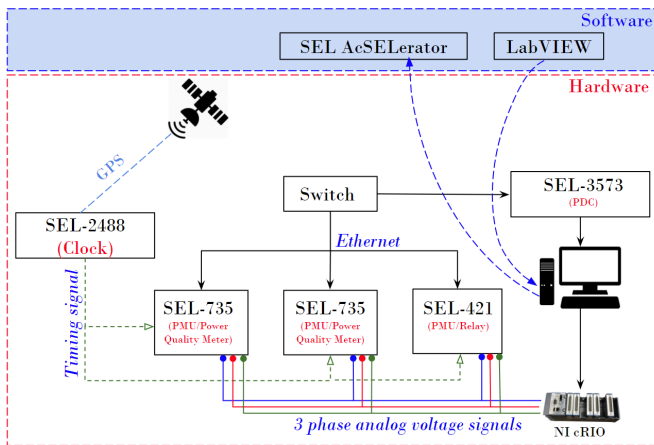 Software
SEL AcSELerator
LabVIEW
Hardware
GPS
Switch
SEL-3573
(PDC)
SEL-2488
(Clock)
Ethernet
Timing signal
SEL-735
(PMU/Power
Quality Meter)
SEL-735
(PMU/Power
Quality Meter)
SEL-421
(PMU/Relay)
3 phase analog voltage signals
NI cRIO